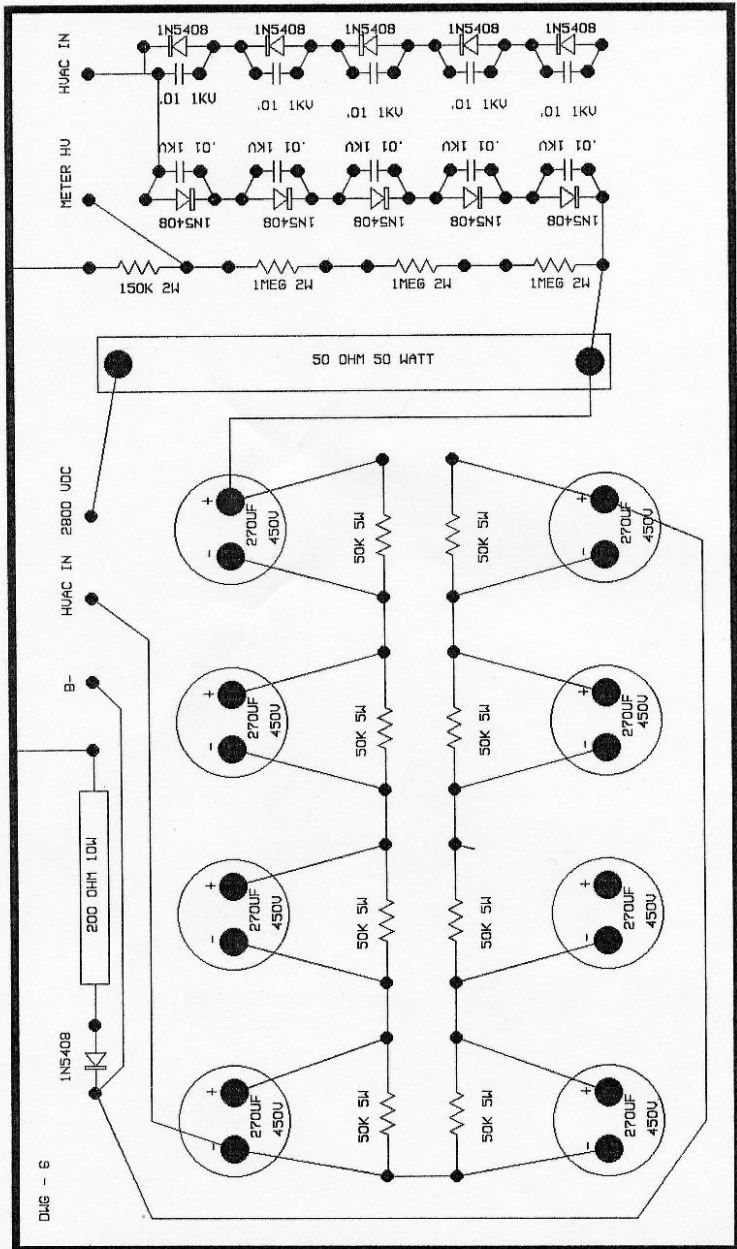 1N5408
1N5408
1N5408
1N5408
1N5408
HVAC IN
.01 1KV
.01 1KV
.01 1KV
.01 1KV
.01 1KV
.01 1KV
.01 1KV
.01 1KV
.01 1KV
.01 1KV
METER HV
1N5408
1N5408
1N5408
1N5408
1N5408
150K 2W
1MEG 2W
1MEG 2W
1MEG 2W
50 OHM 50 WATT
2800 VDC
HVAC IN
B-
+
-
270UF
450V
50K 5W
50K 5W
+
-
270UF
450V
+
-
270UF
450V
50K 5W
50K 5W
+
-
270UF
450V
200 OHM 10W
+
-
270UF
450V
50K 5W
50K 5W
+
-
270UF
450V
1N5408
+
-
270UF
450V
50K 5W
50K 5W
+
-
270UF
450V
DWG - 6